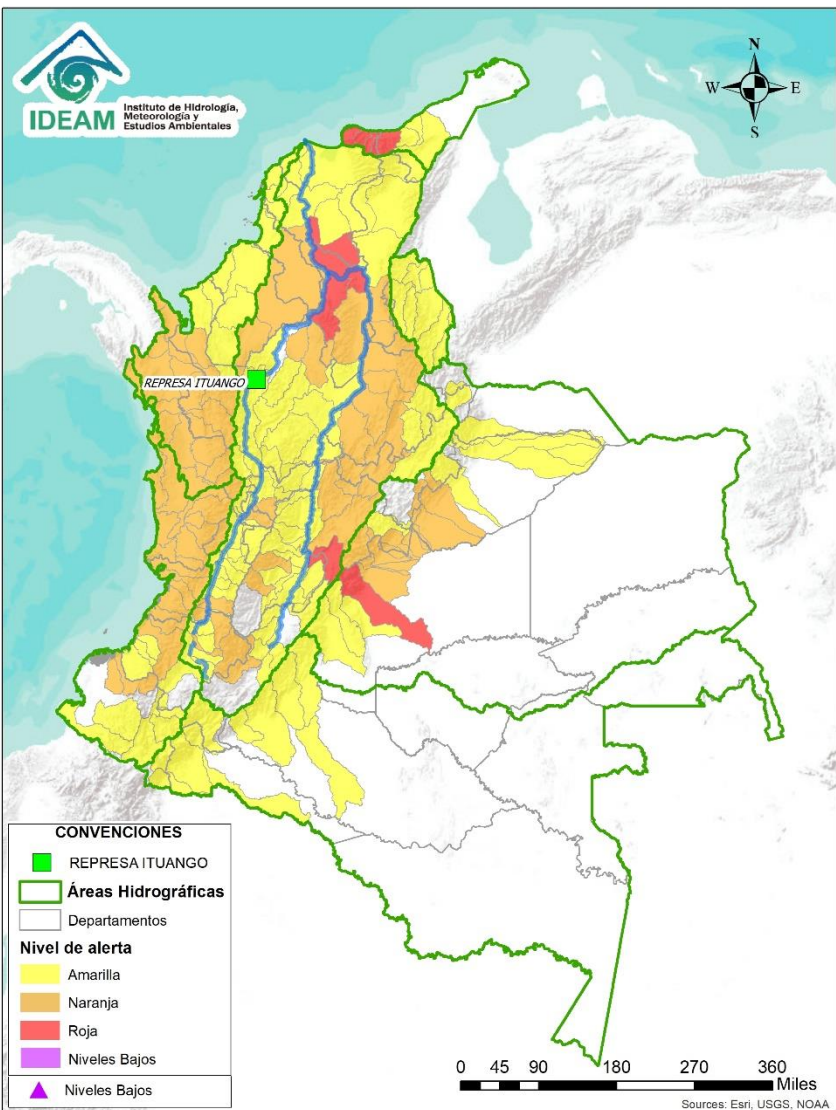 IDEAM
Instituto de Hidrología,
Meteorología y
Estudios Ambientales
N
W
E
S
REPRESA ITUANGO
CONVENCIONES
REPRESA ITUANGO
Áreas Hidrográficas
Departamentos
Nivel de alerta
Amarilla
Naranja
Roja
Niveles Bajos
Niveles Bajos
0 45 90 180 270 360
Miles
Sources: Esri, USGS, NOAA